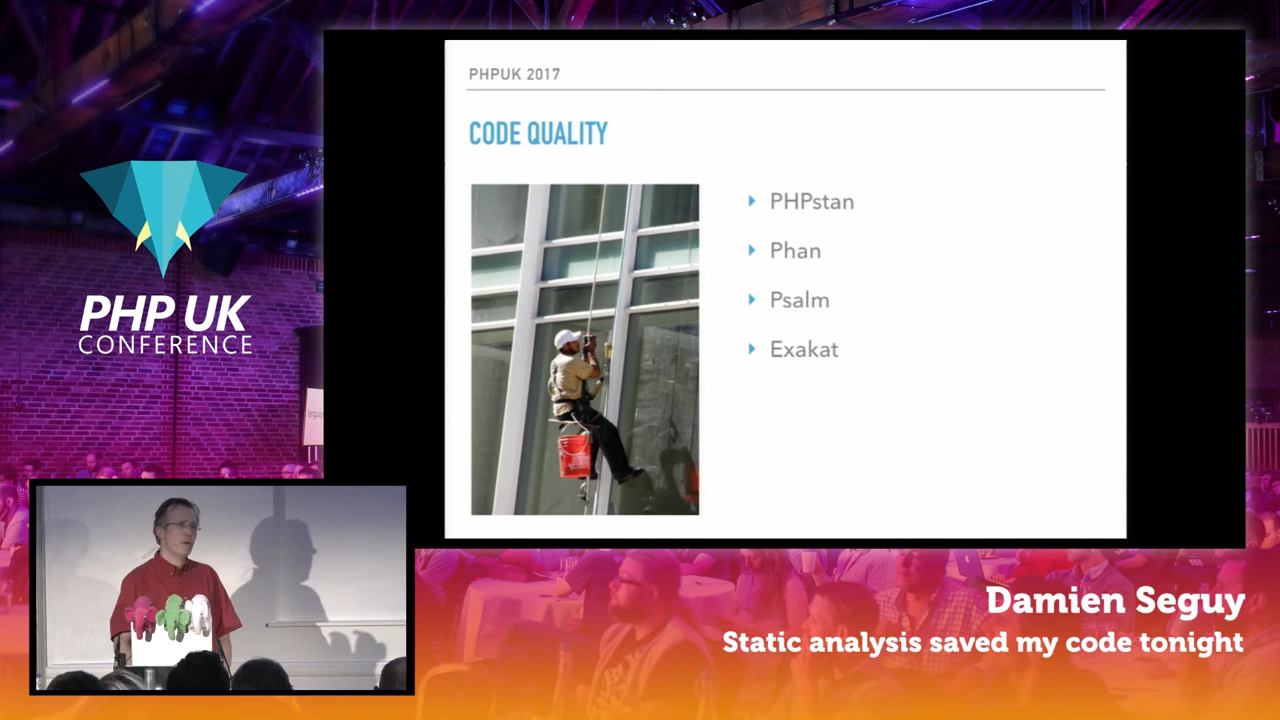 PHPUK 2017
CODE QUALITY
PHPstan
Phan
Psalm
Exakat
PHP UK
CONFERENCE
Damien Seguy
Static analysis saved my code tonight